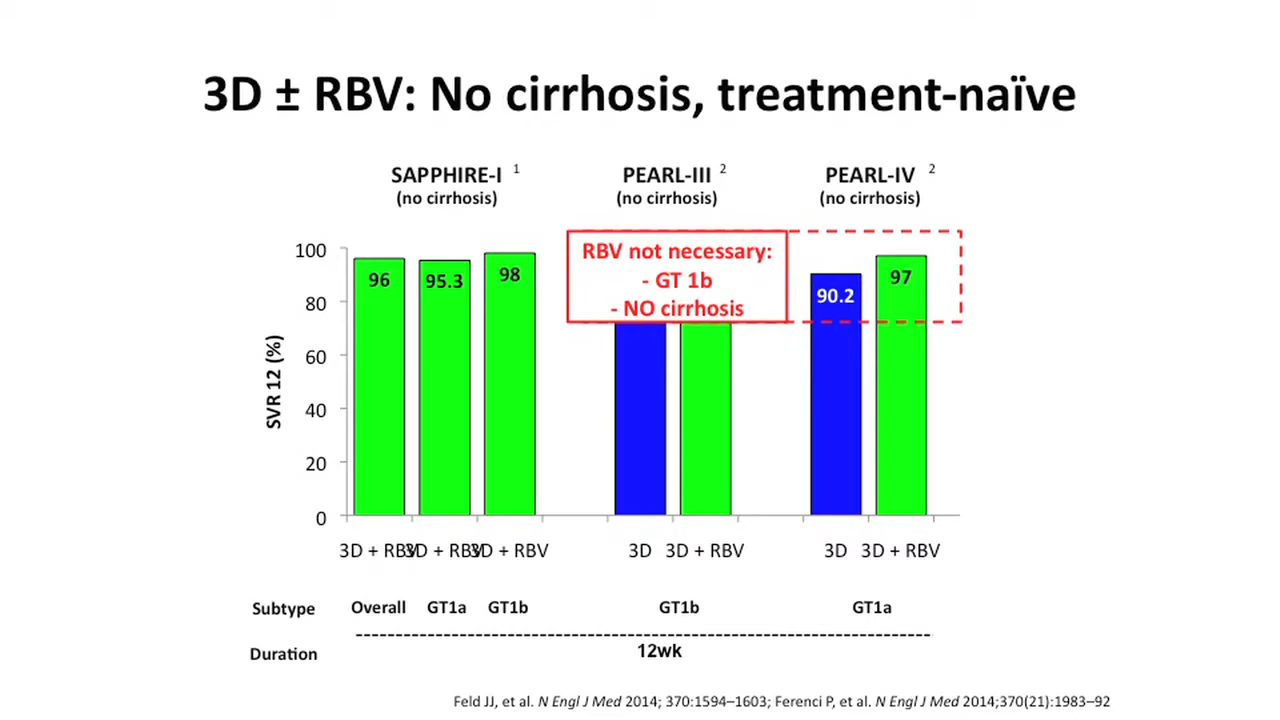 3D ± RBV: No cirrhosis, treatment-naïve
SAPPHIRE-I 1
(no cirrhosis)
PEARL-III 2
(no cirrhosis)
PEARL-IV 2
(no cirrhosis)
RBV not necessary:
- GT 1b
- NO cirrhosis
SVR 12 (%)
100
80
60
40
20
0
96
95.3
98
90.2
97
3D + RBV 3D + RBV 3D + RBV 3D 3D + RBV 3D 3D + RBV
Subtype Overall GT1a GT1b GT1b GT1a
Duration 12wk
Feld JJ, et al. N Engl J Med 2014; 370:1594–1603; Ferenci P, et al. N Engl J Med 2014;370(21):1983–92